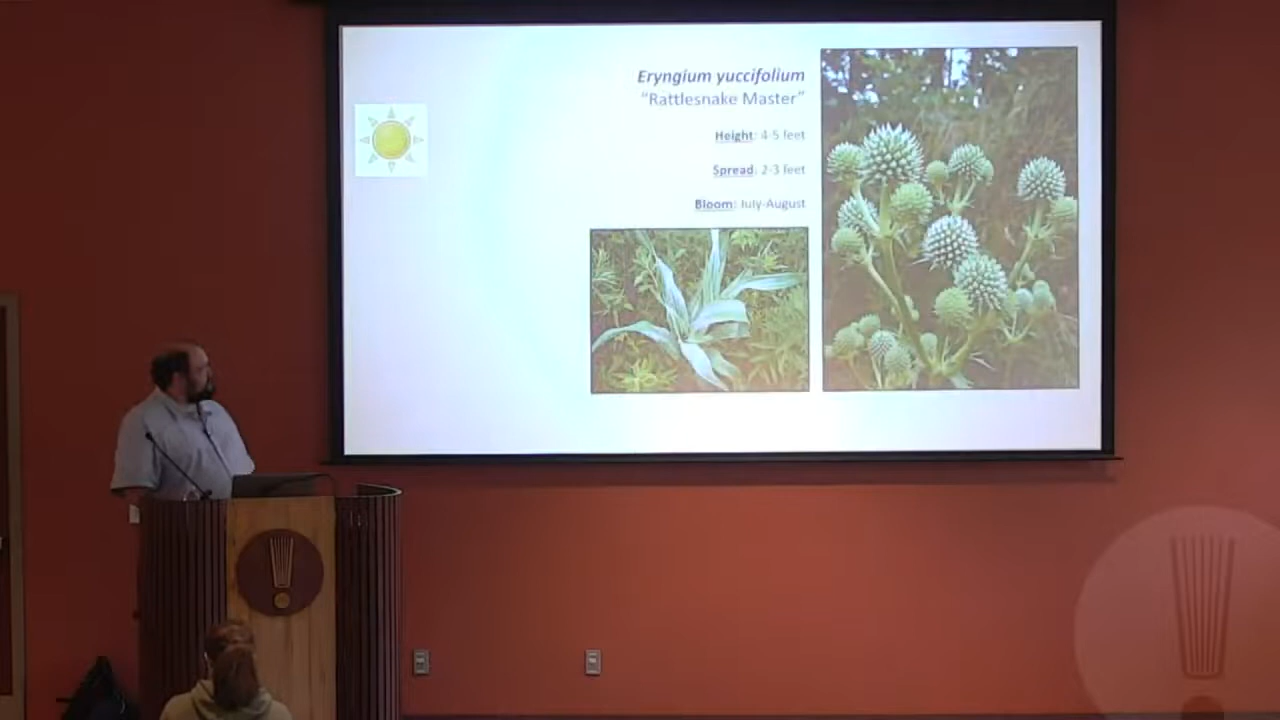 Eryngium yuccifolium
“Rattlesnake Master”
Height: 4-5 feet
Spread: 2-3 feet
Bloom: July-August